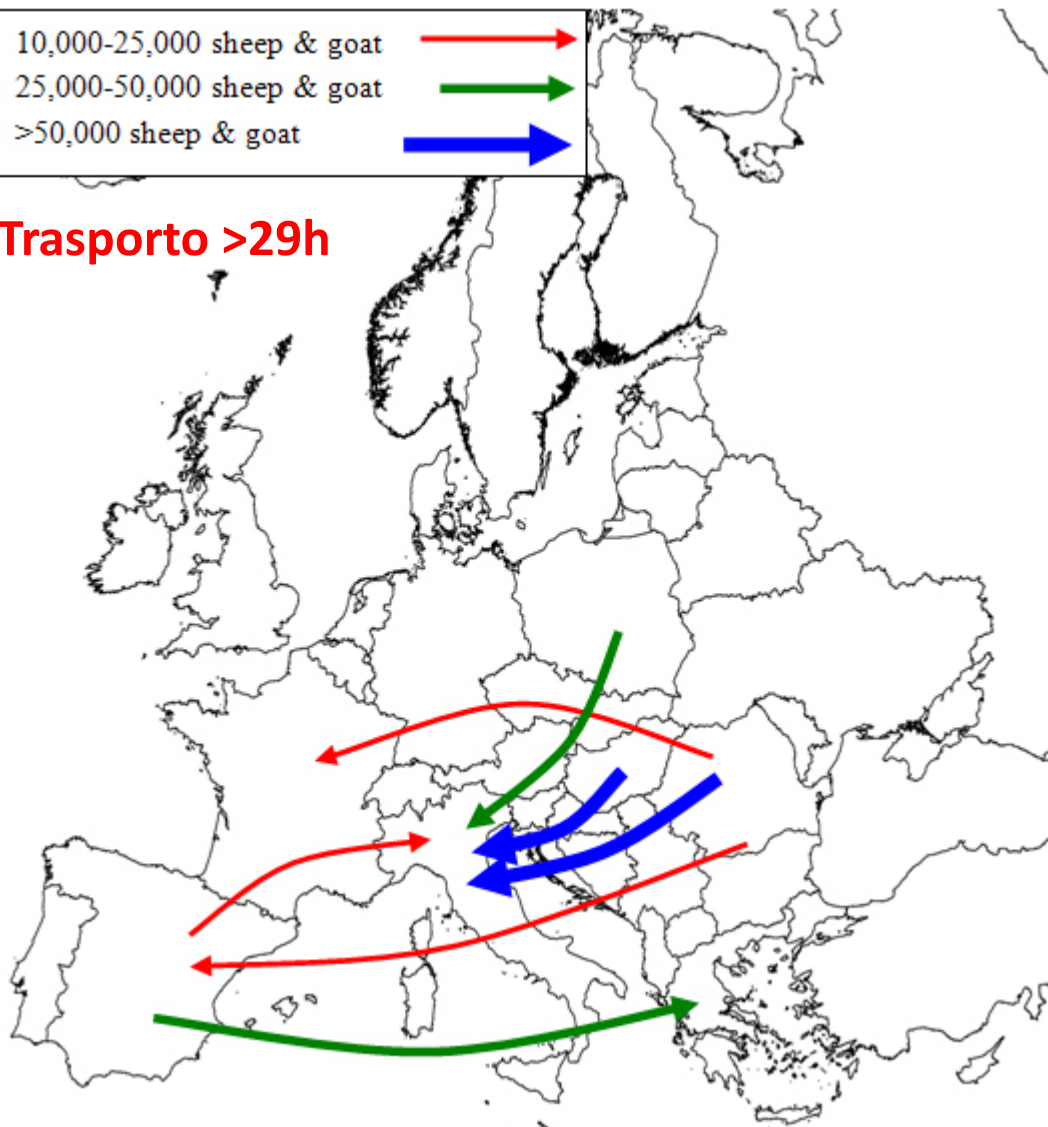 10,000-25,000 sheep & goat
25,000-50,000 sheep & goat
>50,000 sheep & goat
Trasporto >29h